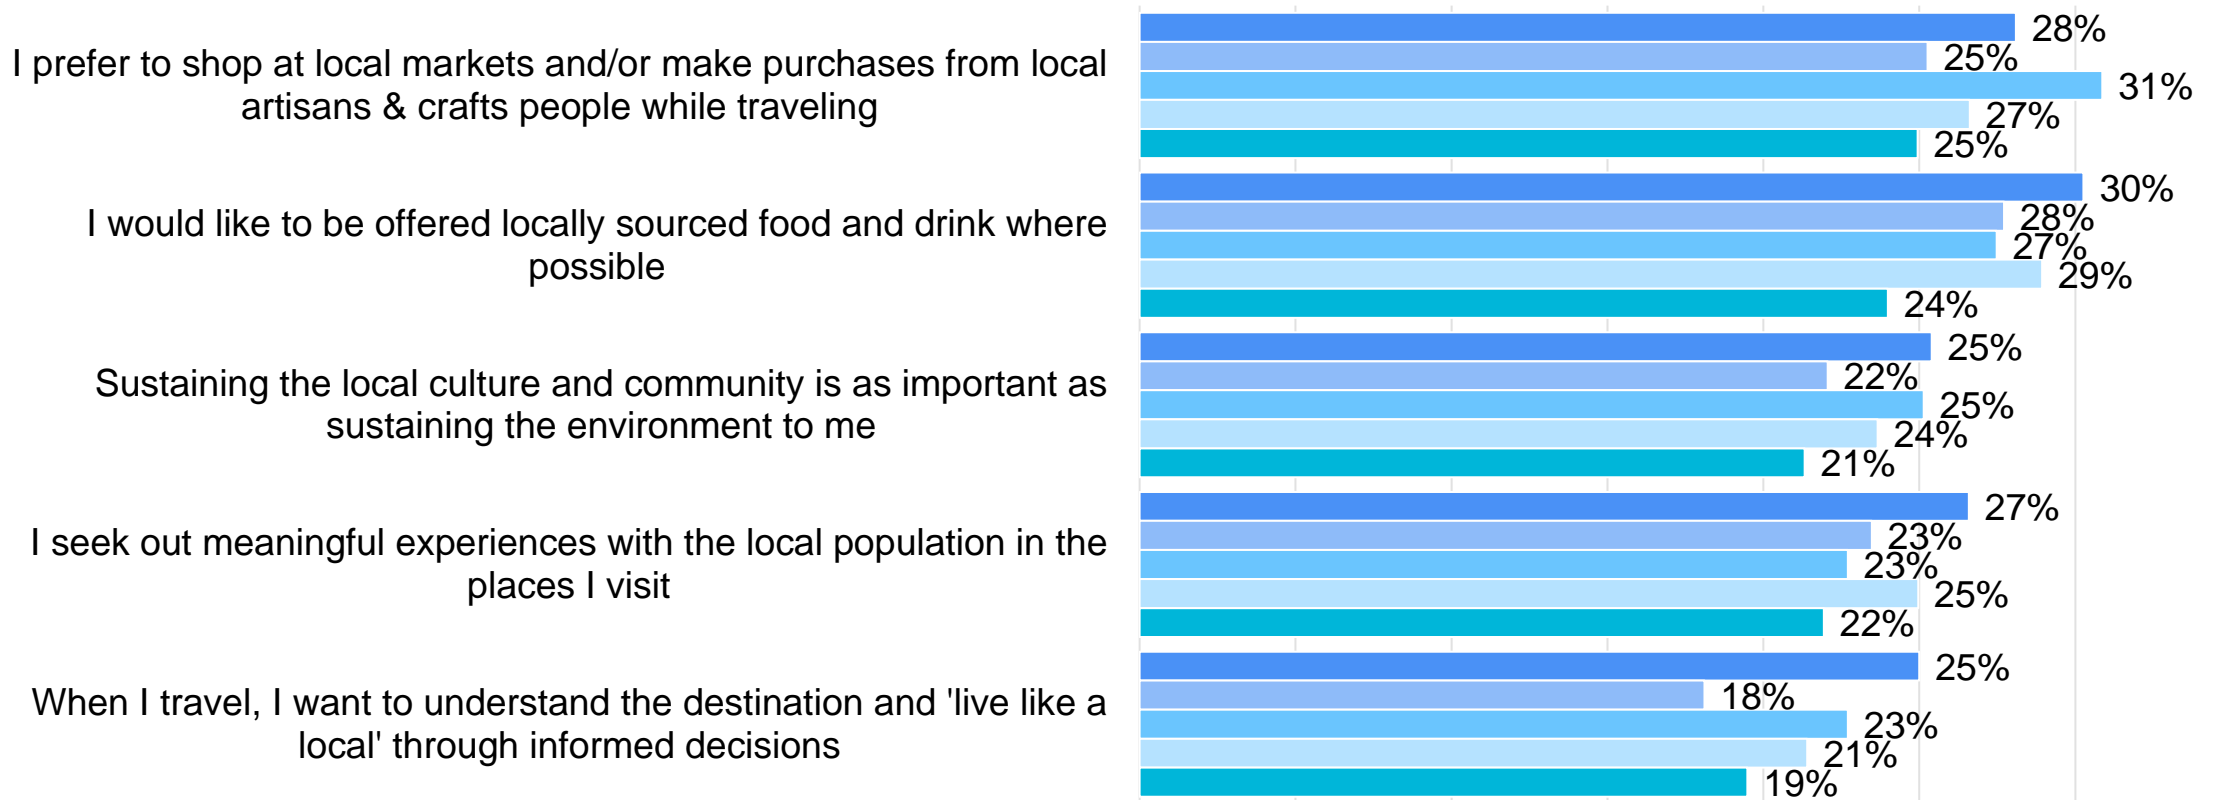 I prefer to shop at local markets and/or make purchases from local
artisans & crafts people while traveling
28%
25%
31%
27%
25%
I would like to be offered locally sourced food and drink where
possible
30%
28%
27%
29%
24%
Sustaining the local culture and community is as important as
sustaining the environment to me
25%
22%
25%
24%
21%
I seek out meaningful experiences with the local population in the
places I visit
27%
23%
23%
25%
22%
When I travel, I want to understand the destination and 'live like a
local' through informed decisions
25%
18%
23%
21%
19%